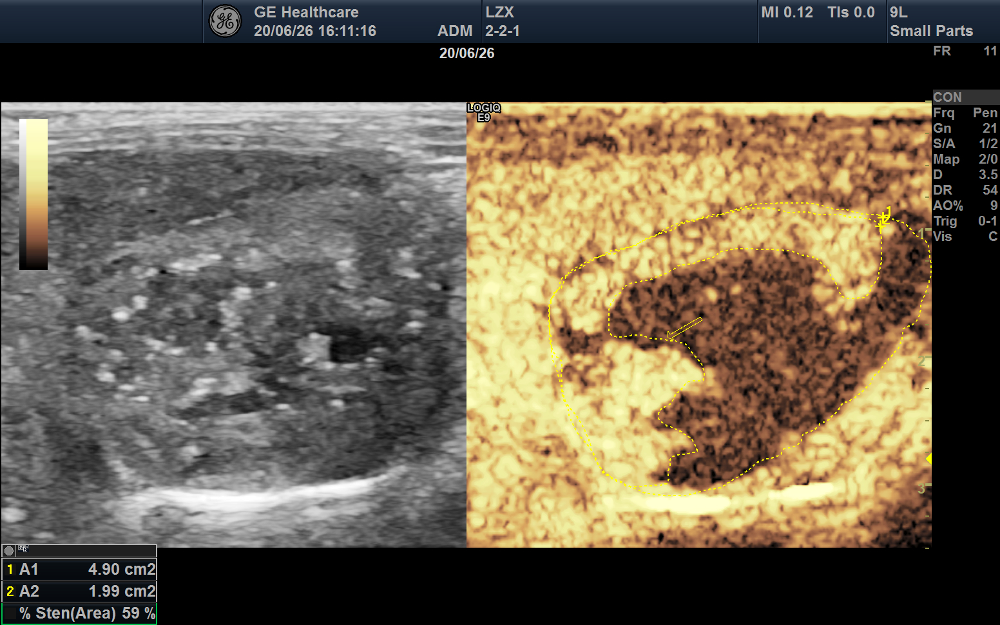 GE Healthcare
20/06/26 16:11:16
ADM
LZX
2-2-1
MI 0.12 TIs 0.0
9L
Small Parts
20/06/26
FR 11
CON
Frq Pen
Gn 21
S/A 1/2
Map 2/0
D 3.5
DR 54
AO% 9
Trig 0-1
Vis C
LOGIQ
E9
1
2
1
2
3
1 A1 4.90 cm2
2 A2 1.99 cm2
% Sten(Area) 59 %